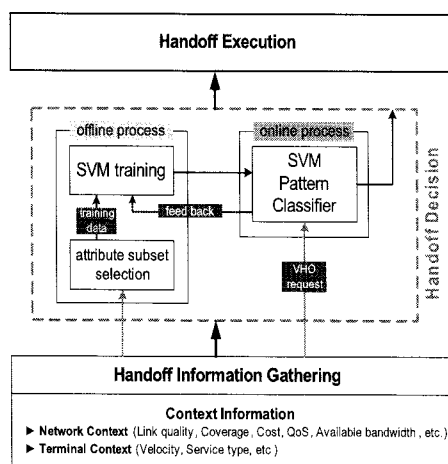 Handoff Execution
offline process
online process
SVM training
SVM
Pattern
Classifier
training
data
feed back
attribute subset
selection
VHO
request
Handoff Decision
Handoff Information Gathering
Context Information
► Network Context (Link quality, Coverage, Cost, QoS, Available bandwidth, etc.)
► Terminal Context (Velocity, Service type, etc)